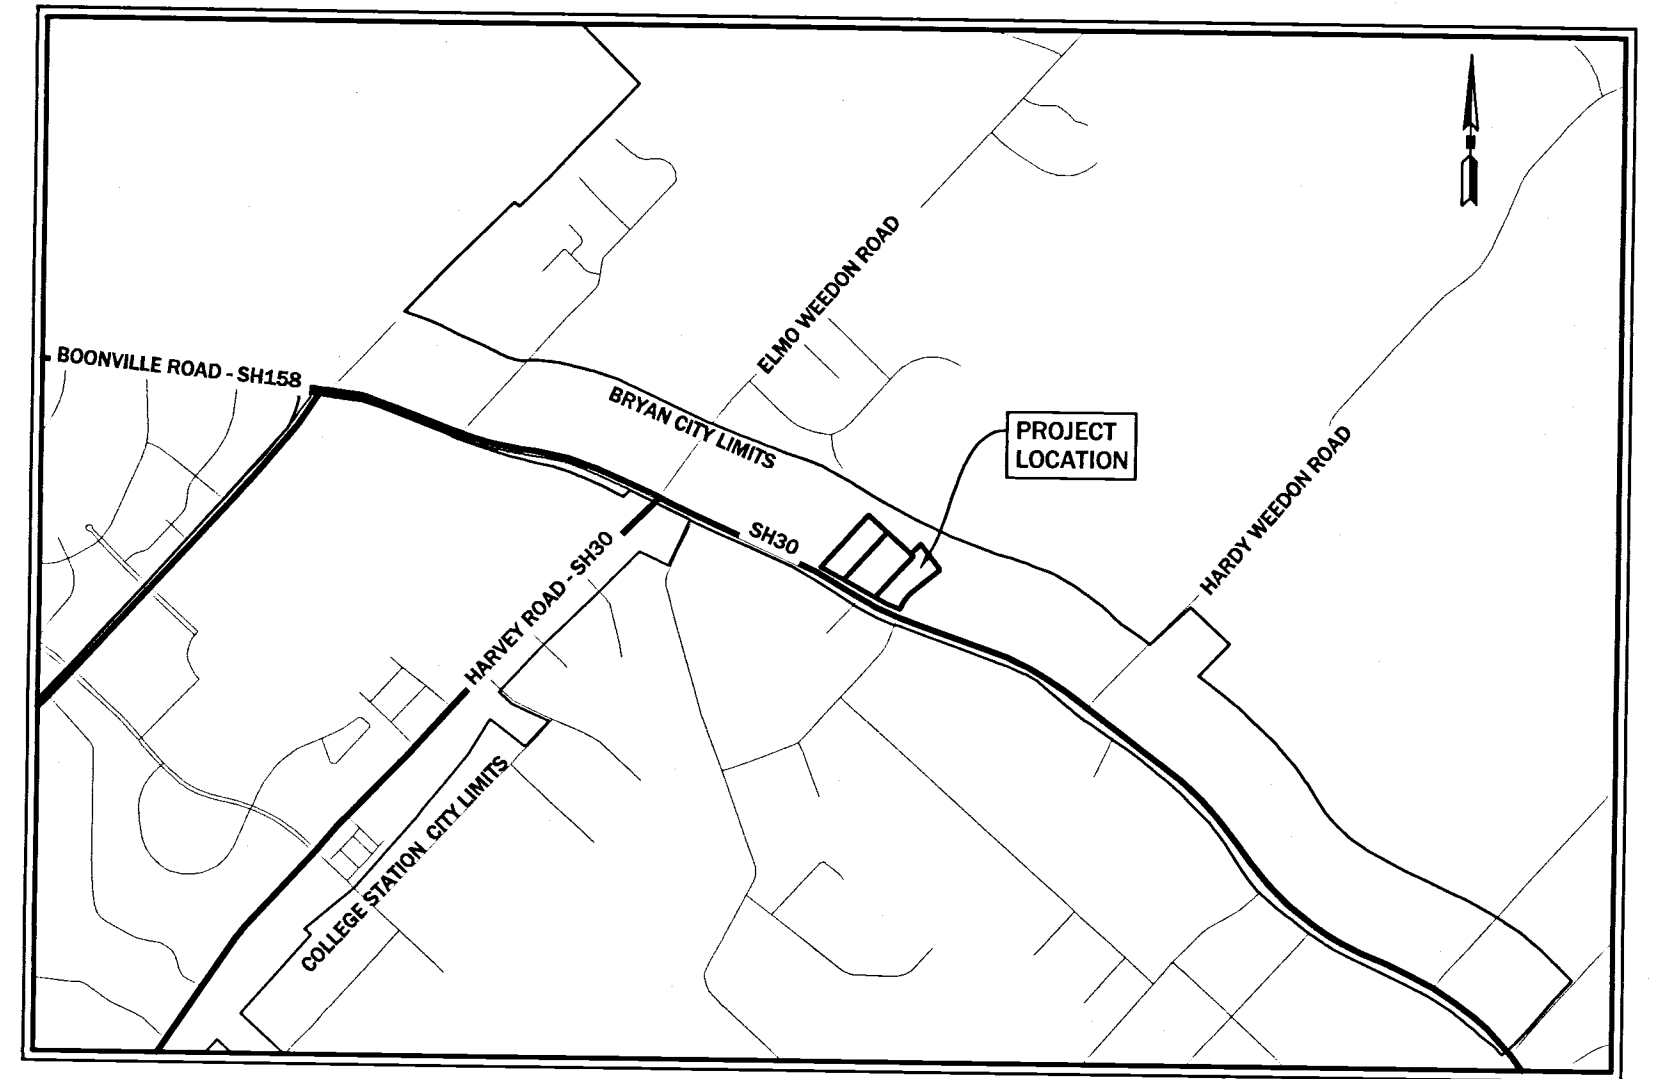 ELMO WEEDON ROAD
BOONVILLE ROAD - SH158
BRYAN CITY LIMITS
PROJECT
LOCATION
HARDY WEEDON ROAD
SH30
HARVEY ROAD - SH30
COLLEGE STATION CITY LIMITS